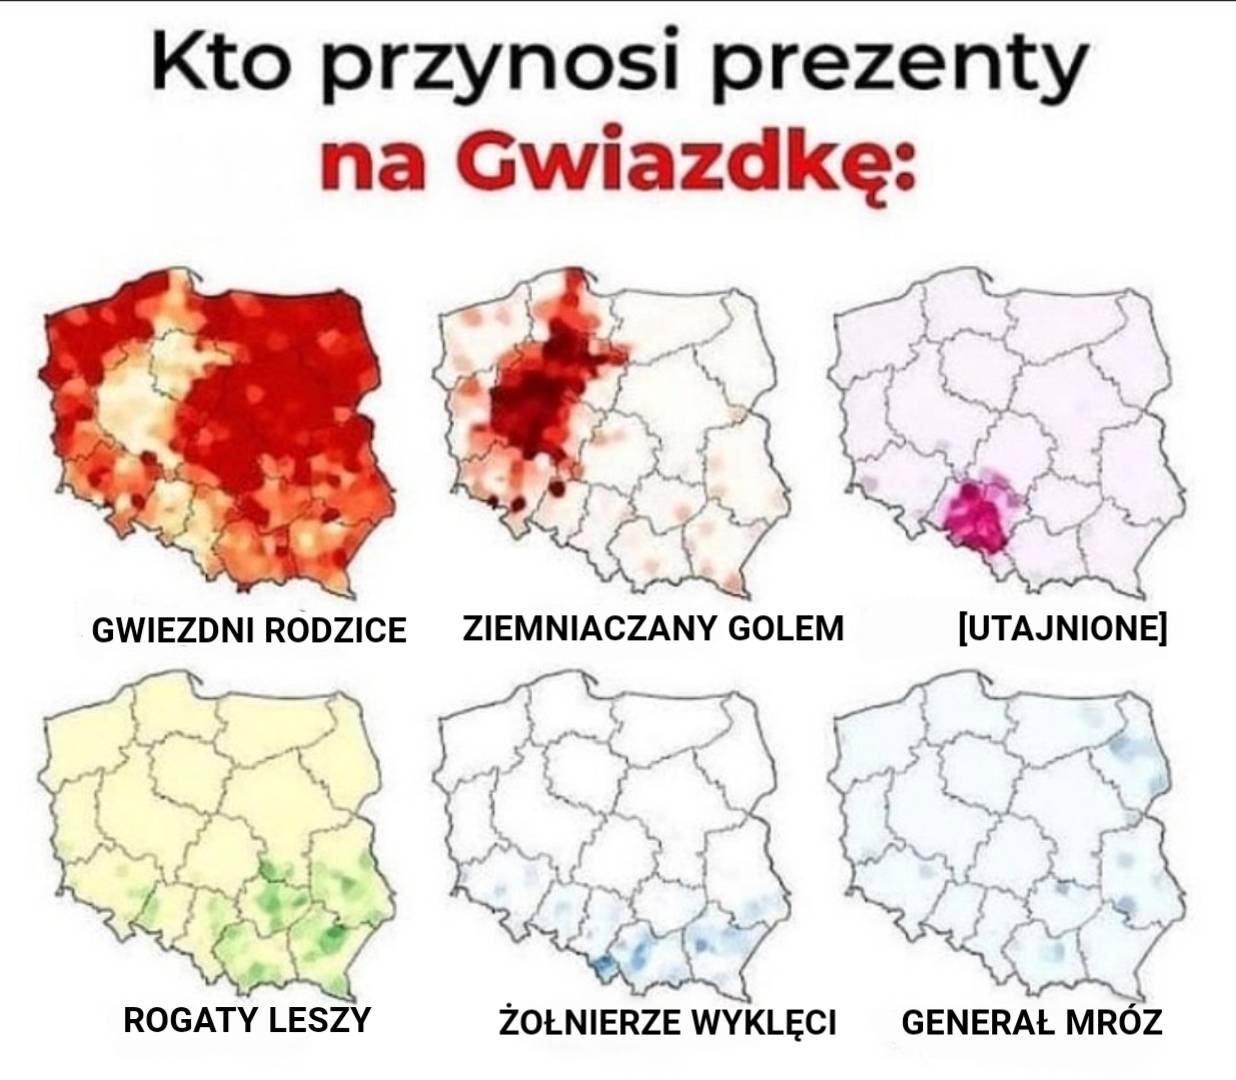 Kto przynosi prezenty
na Gwiazdkę:
GWIEZDNI RODZICE
ZIEMNIACZANY GOLEM
[UTAJNIONE]
ROGATY LESZY
ŻOŁNIERZE WYKLĘCI
GENERAŁ MRÓZ